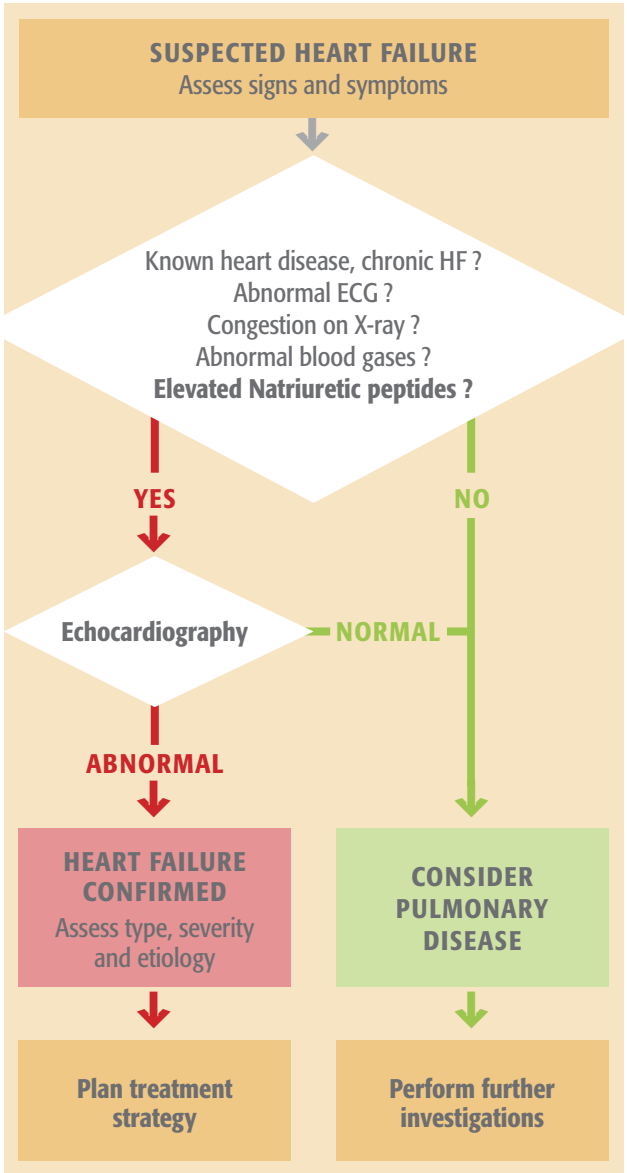 SUSPECTED HEART FAILURE
Assess signs and symptoms
Known heart disease, chronic HF ?
Abnormal ECG ?
Congestion on X-ray ?
Abnormal blood gases ?
Elevated Natriuretic peptides ?
YES
NO
Echocardiography
NORMAL
ABNORMAL
HEART FAILURE
CONFIRMED
Assess type, severity
and etiology
CONSIDER
PULMONARY
DISEASE
Plan treatment
strategy
Perform further
investigations